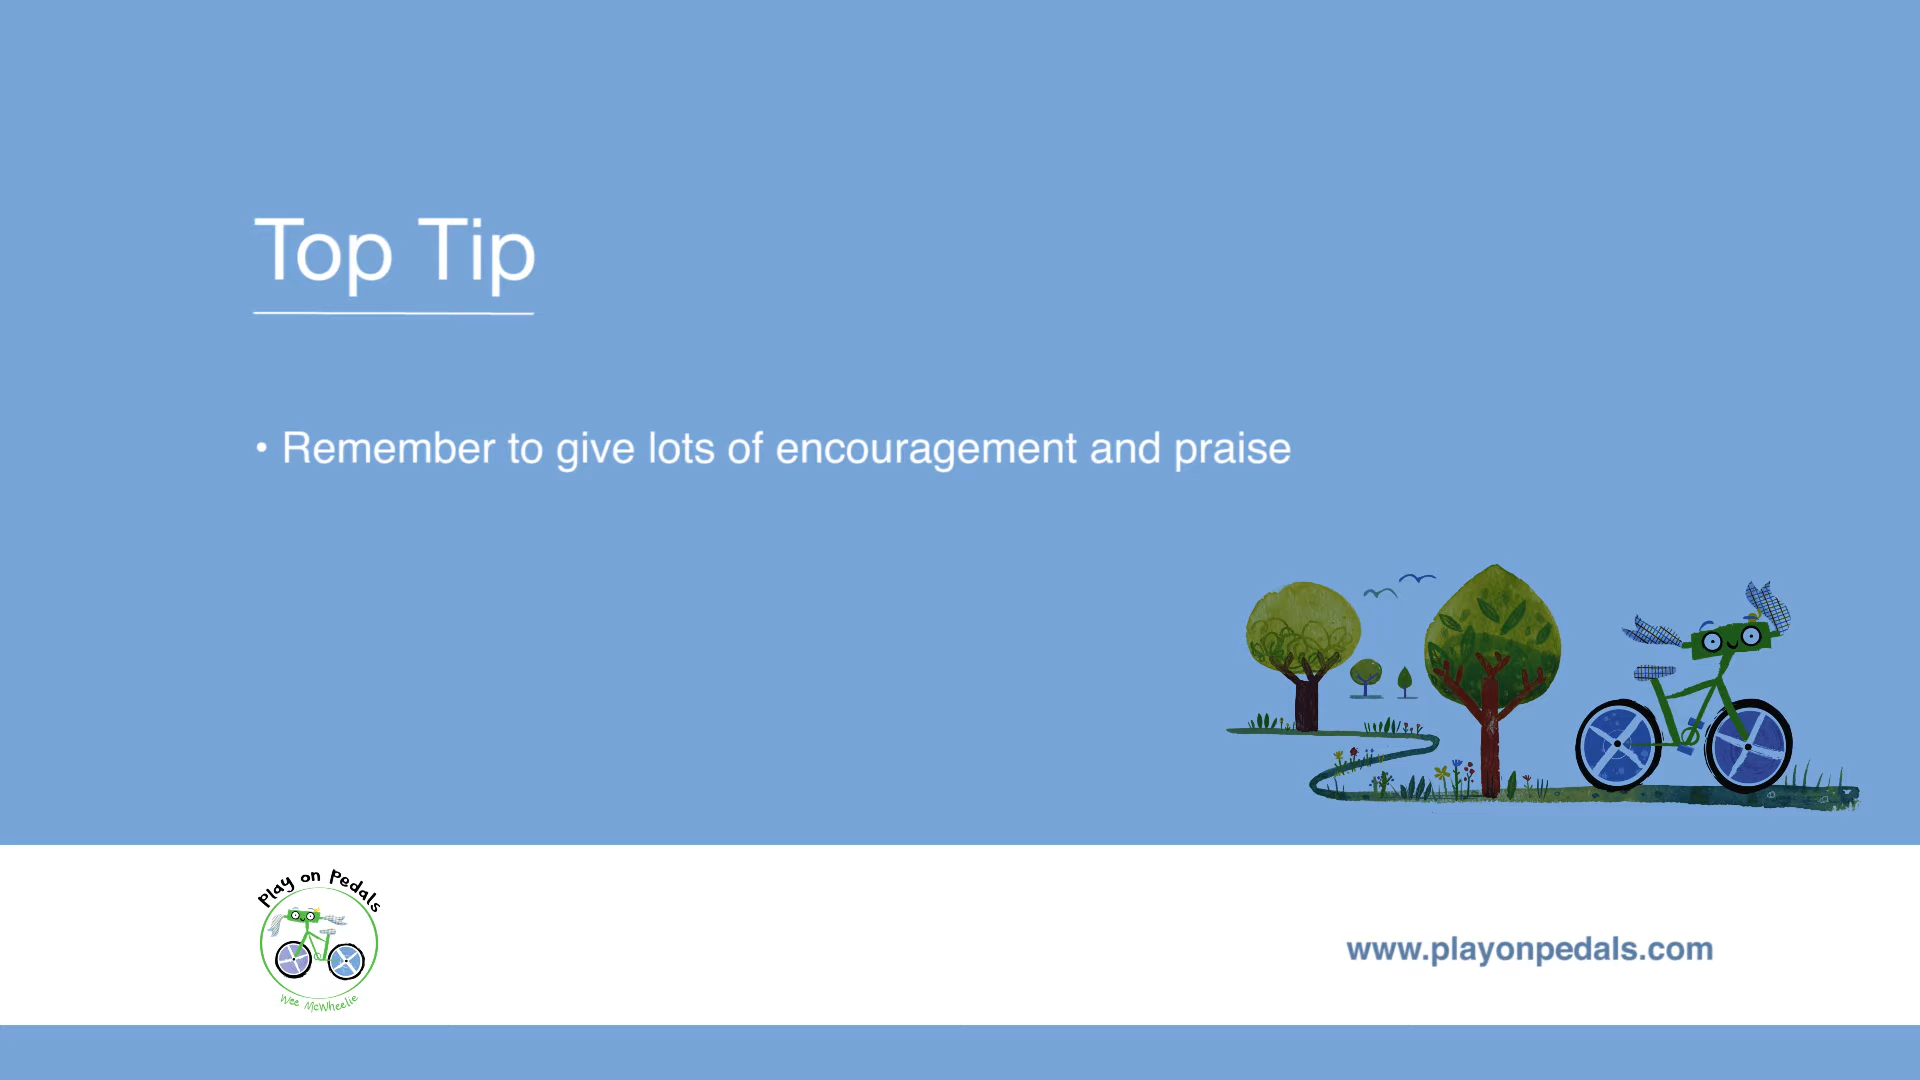 Top Tip
• Remember to give lots of encouragement and praise
Play on Pedals
Wee McWheelie
www.playonpedals.com